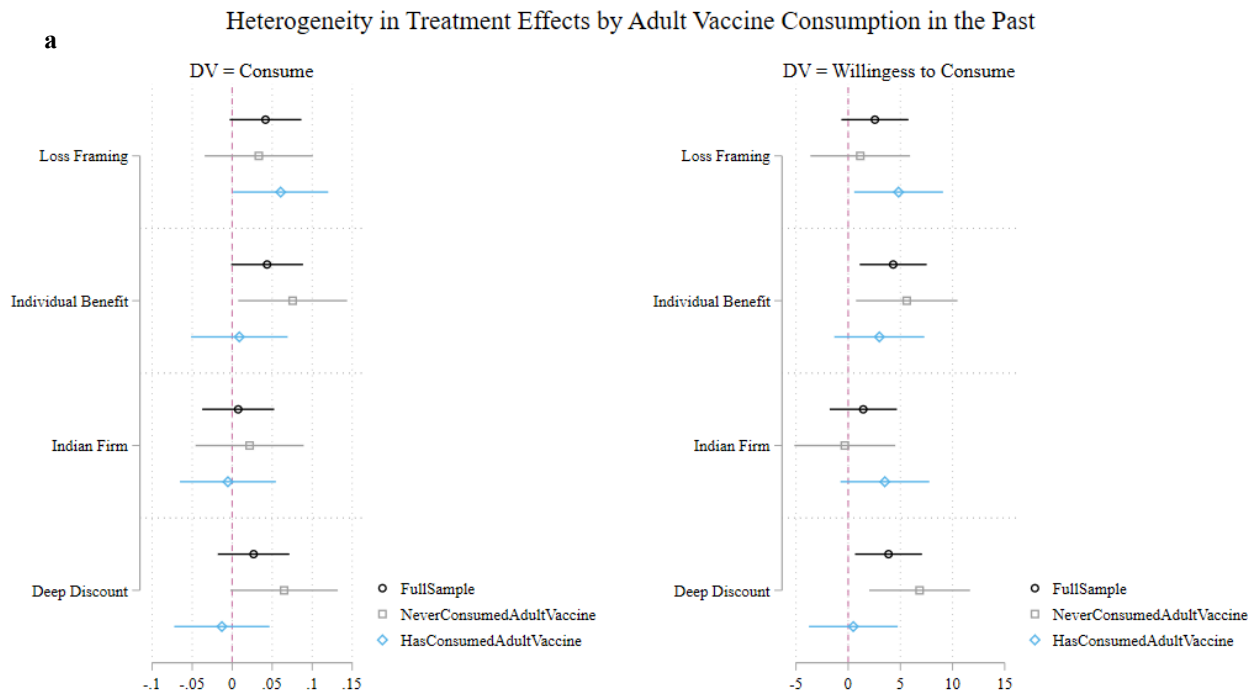 Heterogeneity in Treatment Effects by Adult Vaccine Consumption in the Past
a
DV = Consume
Loss Framing
Individual Benefit
Indian Firm
Deep Discount
FullSample
NeverConsumedAdultVaccine
HasConsumedAdultVaccine
-.1 -.05 0 .05 .1 .15
DV = Willingess to Consume
Loss Framing
Individual Benefit
Indian Firm
Deep Discount
FullSample
NeverConsumedAdultVaccine
HasConsumedAdultVaccine
-5 0 5 10 15